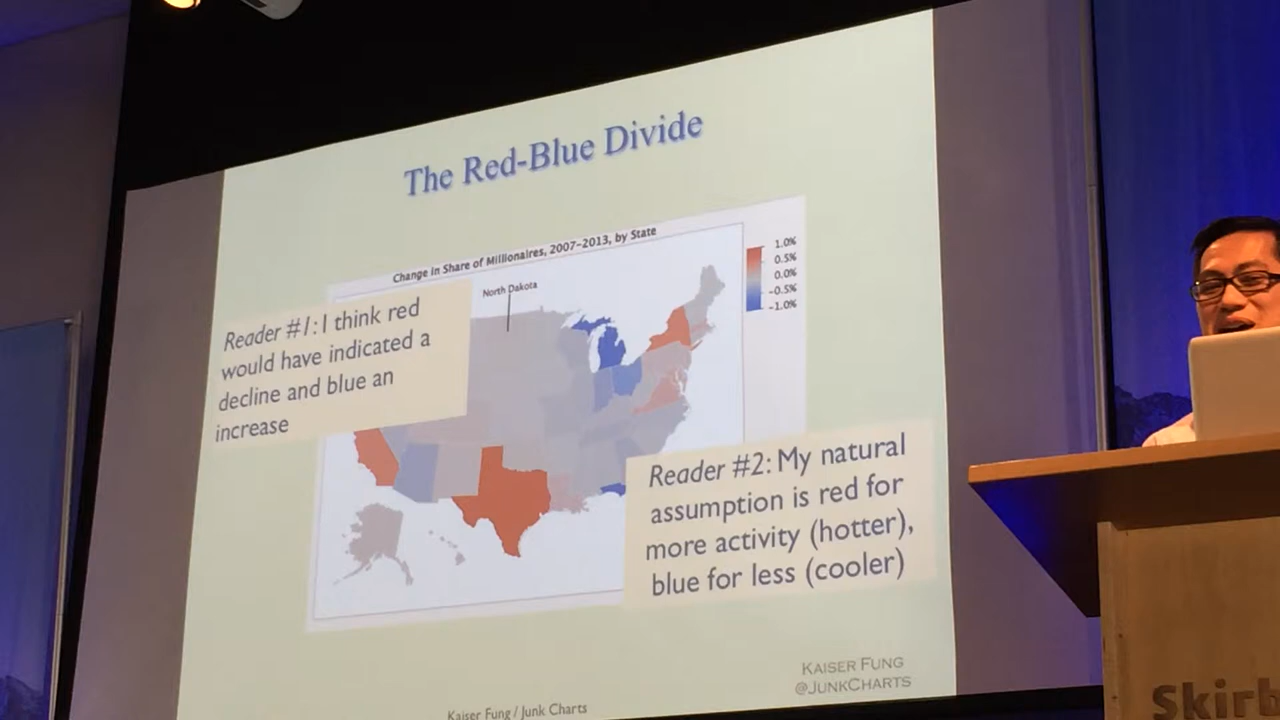 The Red-Blue Divide
Change in Share of Millionaires, 2007-2013, by State
North Dakota
1.0%
0.5%
0.0%
-0.5%
-1.0%
Reader #1: I think red
would have indicated a
decline and blue an
increase
Reader #2: My natural
assumption is red for
more activity (hotter),
blue for less (cooler)
KAISER FUNG
@JUNKCHARTS
Kaiser Fung / Junk Charts
Skirb